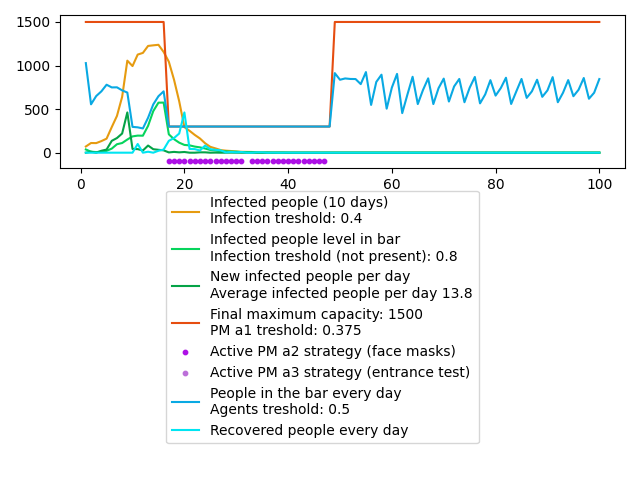 1500
1000
500
0
0 20 40 60 80 100
Infected people (10 days)
Infection treshold: 0.4
Infected people level in bar
Infection treshold (not present): 0.8
New infected people per day
Average infected people per day 13.8
Final maximum capacity: 1500
PM a1 treshold: 0.375
Active PM a2 strategy (face masks)
Active PM a3 strategy (entrance test)
People in the bar every day
Agents treshold: 0.5
Recovered people every day